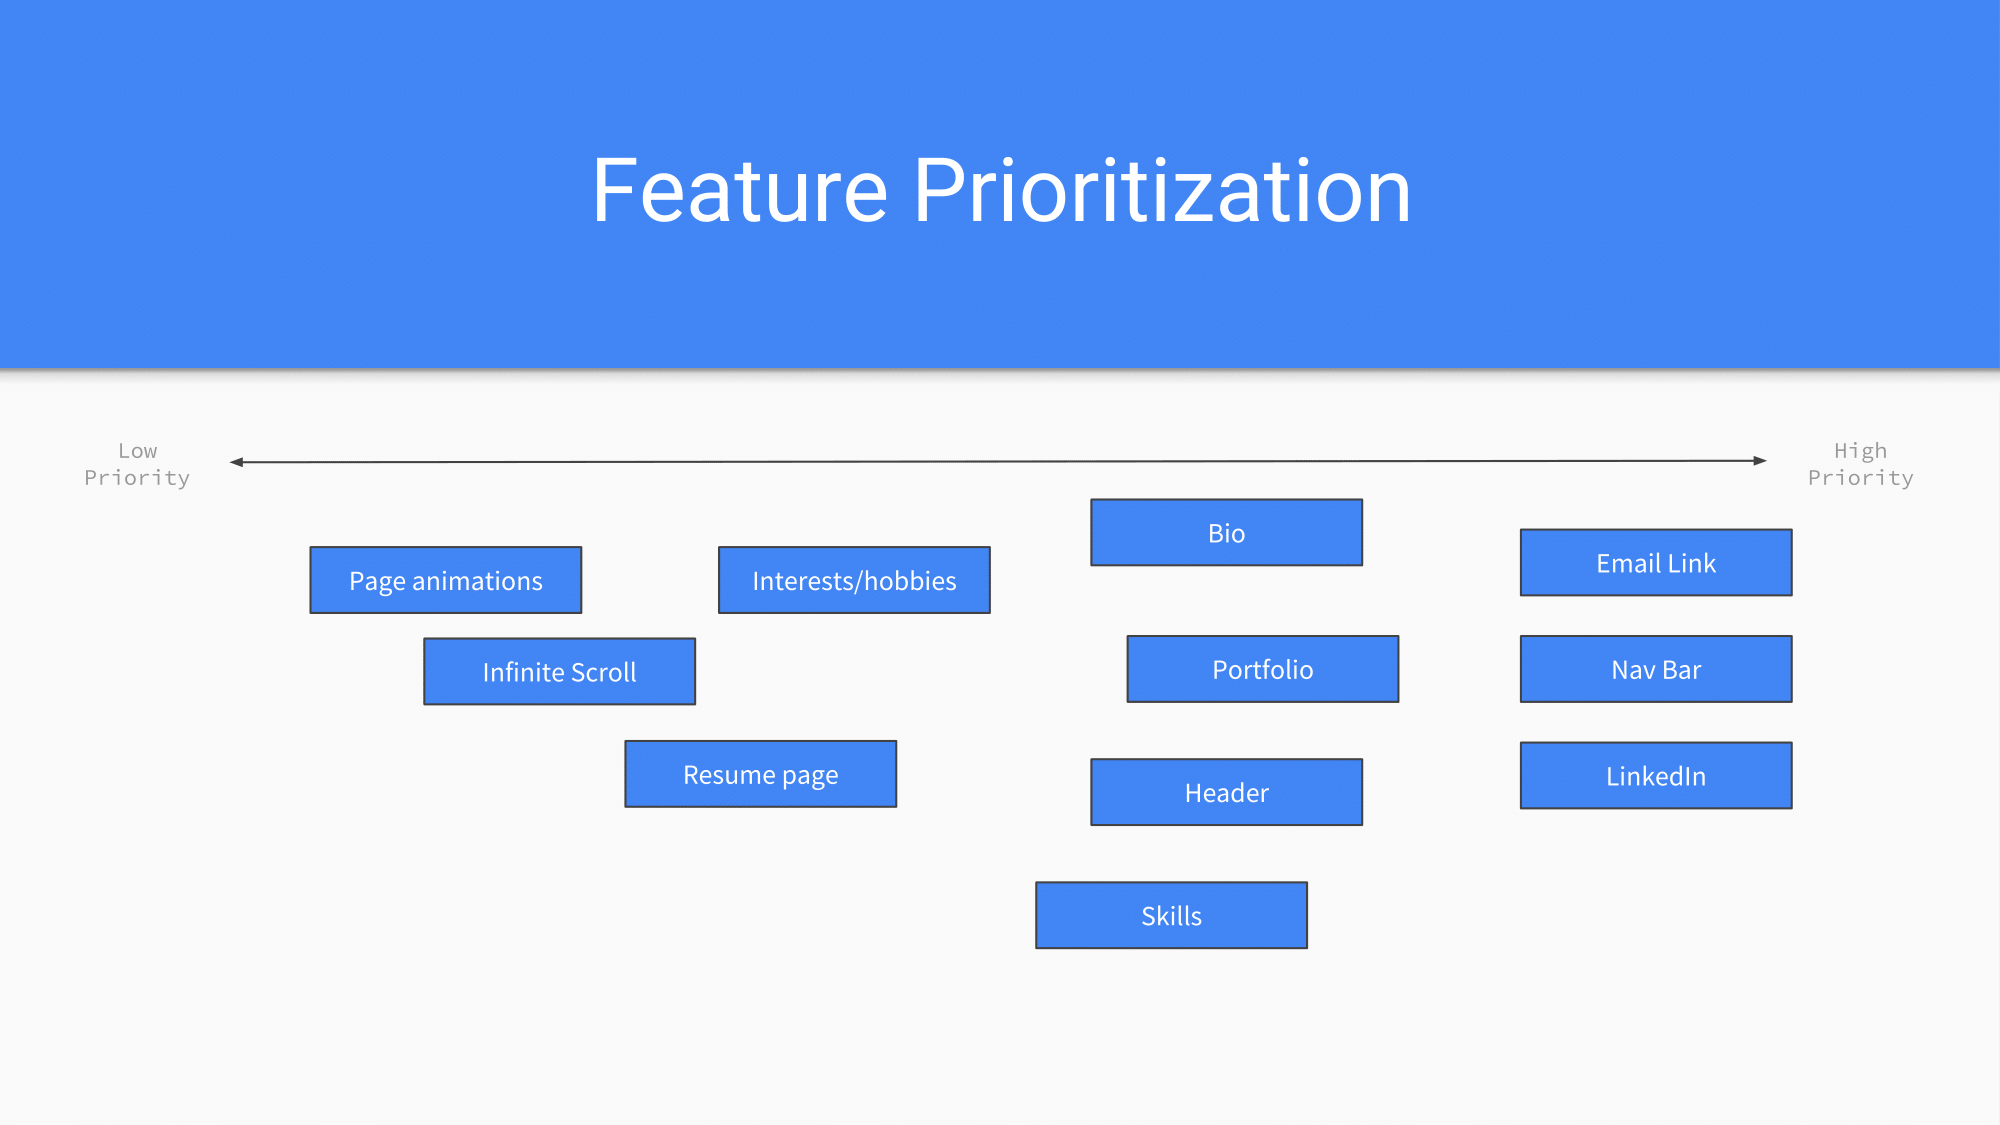 Feature Prioritization
Low
Priority
High
Priority
Bio
Email Link
Page animations
Interests/hobbies
Infinite Scroll
Portfolio
Nav Bar
Resume page
Header
LinkedIn
Skills